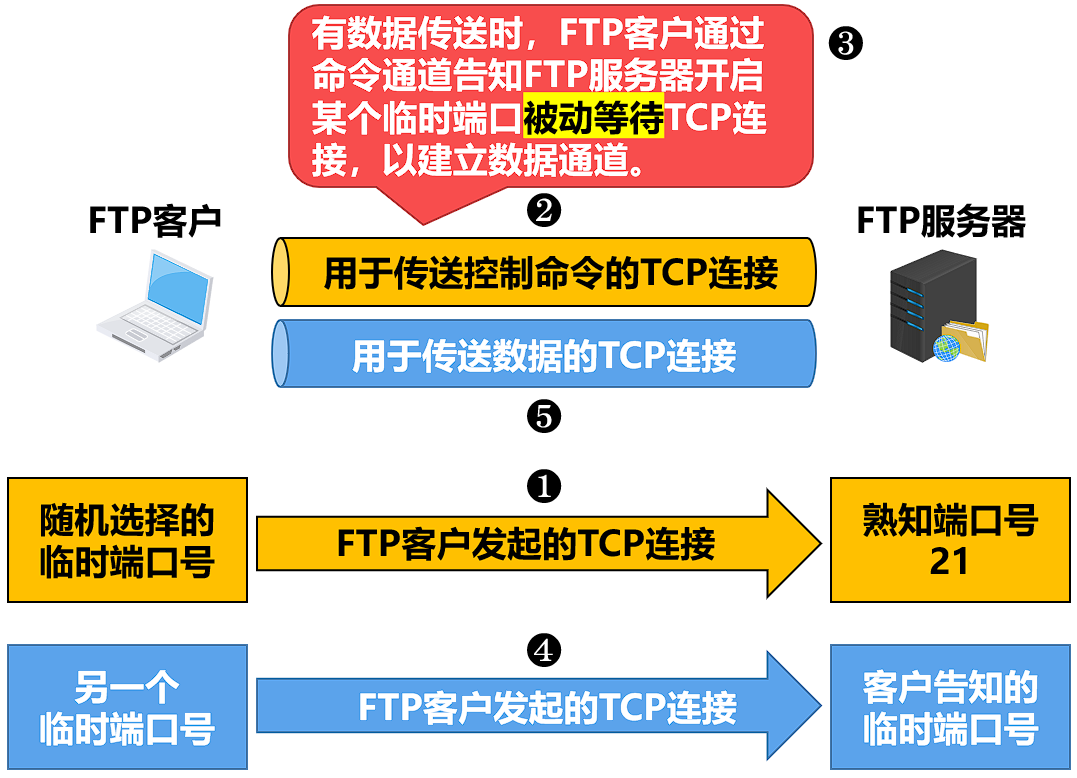 有数据传送时，FTP客户通过
命令通道告知FTP服务器开启
某个临时端口被动等待TCP连
接，以建立数据通道。
❸
❷
FTP客户
FTP服务器
用于传送控制命令的TCP连接
用于传送数据的TCP连接
❺
❶
随机选择的
临时端口号
FTP客户发起的TCP连接
熟知端口号
21
❹
另一个
临时端口号
FTP客户发起的TCP连接
客户告知的
临时端口号